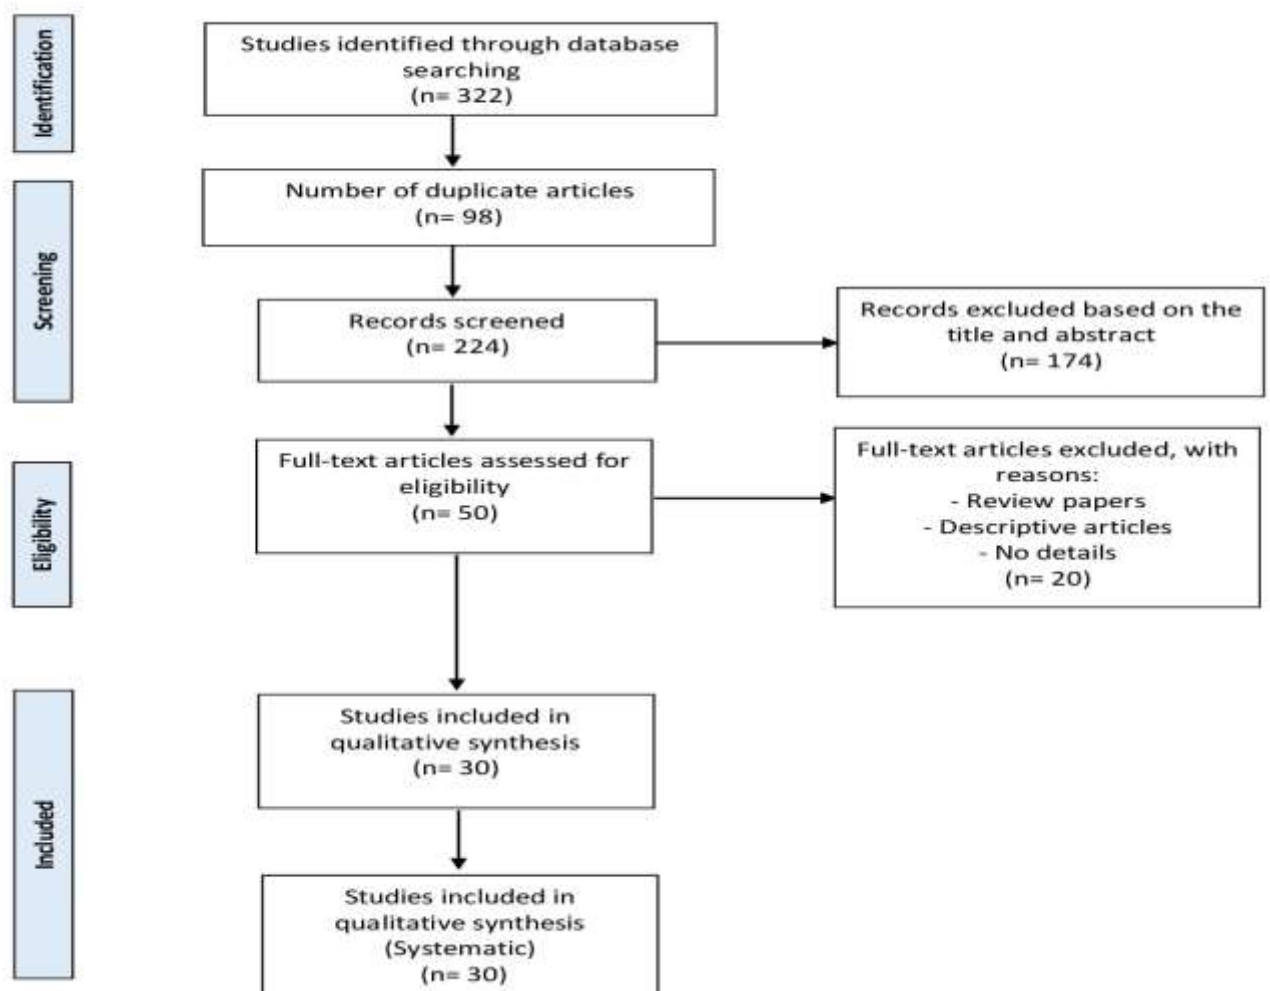 Identification
Studies identified through database
searching
(n= 322)
Screening
Number of duplicate articles
(n= 98)
Records screened
(n= 224)
Records excluded based on the
title and abstract
(n= 174)
Eligibility
Full-text articles assessed for
eligibility
(n= 50)
Full-text articles excluded, with
reasons:
- Review papers
- Descriptive articles
- No details
(n= 20)
Included
Studies included in
qualitative synthesis
(n= 30)
Studies included in
qualitative synthesis
(Systematic)
(n= 30)